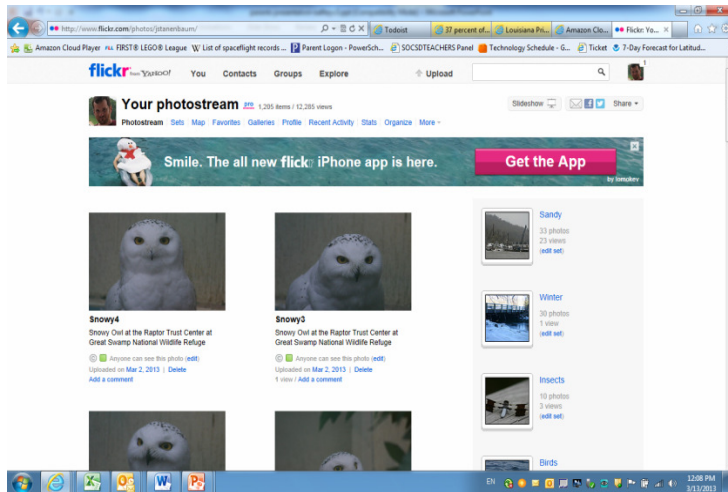 http://www.flickr.com/photos/jstanenbaum/
Todoist
37 percent of...
Louisiana Pri...
Amazon Clo...
Flickr: Yo...
Amazon Cloud Player
FIRST® LEGO® League
List of spaceflight records ...
Parent Logon - PowerSch...
SOCSDTEACHERS Panel
Technology Schedule - G...
Ticket
7-Day Forecast for Latitud...
flickr from YAHOO!
You
Contacts
Groups
Explore
Upload
Your photostream pro 1,205 items / 12,285 views
Slideshow
Share
Photostream Sets Map Favorites Galleries Profile Recent Activity Stats Organize More
Smile. The all new flickr iPhone app is here.
Get the App
Snowy4
Snowy Owl at the Raptor Trust Center at
Great Swamp National Wildlife Refuge
Anyone can see this photo (edit)
Uploaded on Mar 2, 2013 | Delete
Add a comment
Snowy3
Snowy Owl at the Raptor Trust Center at
Great Swamp National Wildlife Refuge
Anyone can see this photo (edit)
Uploaded on Mar 2, 2013 | Delete
1 view / Add a comment
Sandy
33 photos
23 views
(edit set)
Winter
30 photos
1 view
(edit set)
Insects
10 photos
3 views
(edit set)
Birds
EN
12:08 PM
3/13/2013